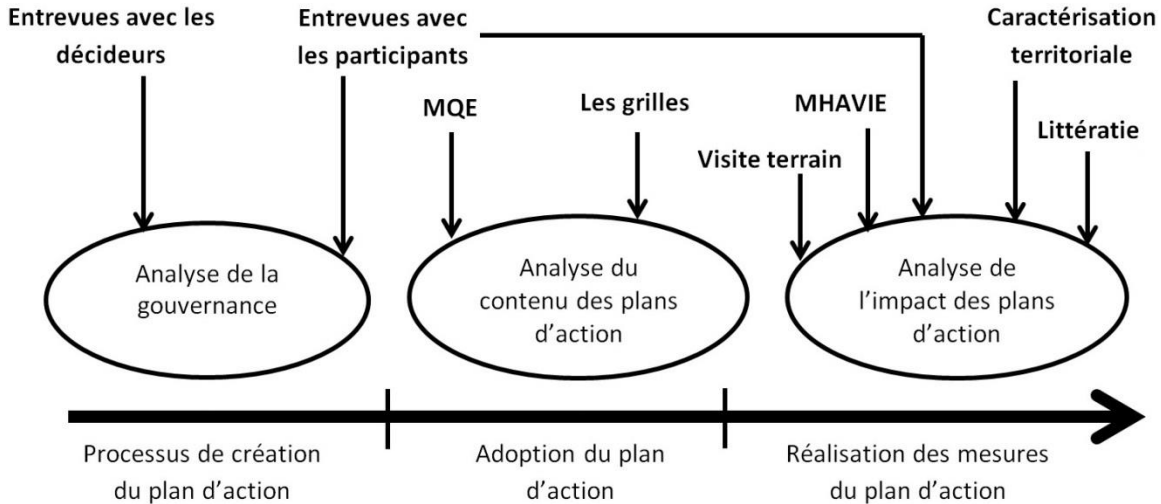 Entrevues avec les
décideurs
Entrevues avec
les participants
MQE
Les grilles
Visite terrain
MHAVIE
Caractérisation
territoriale
Littératie
Analyse de la
gouvernance
Analyse du
contenu des plans
d’action
Analyse de
l’impact des plans
d’action
Processus de création
du plan d’action
Adoption du plan
d’action
Réalisation des mesures
du plan d’action